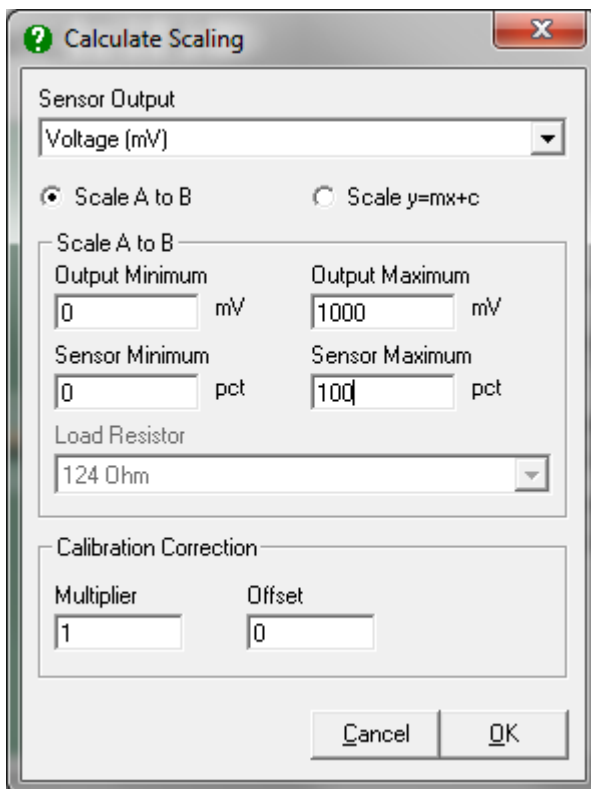 Calculate Scaling
Sensor Output
Voltage (mV)
Scale A to B
Scale y=mx+c
Scale A to B
Output Minimum
Output Maximum
0 mV
1000 mV
Sensor Minimum
Sensor Maximum
0 pct
100 pct
Load Resistor
124 Ohm
Calibration Correction
Multiplier
Offset
1
0
Cancel
OK